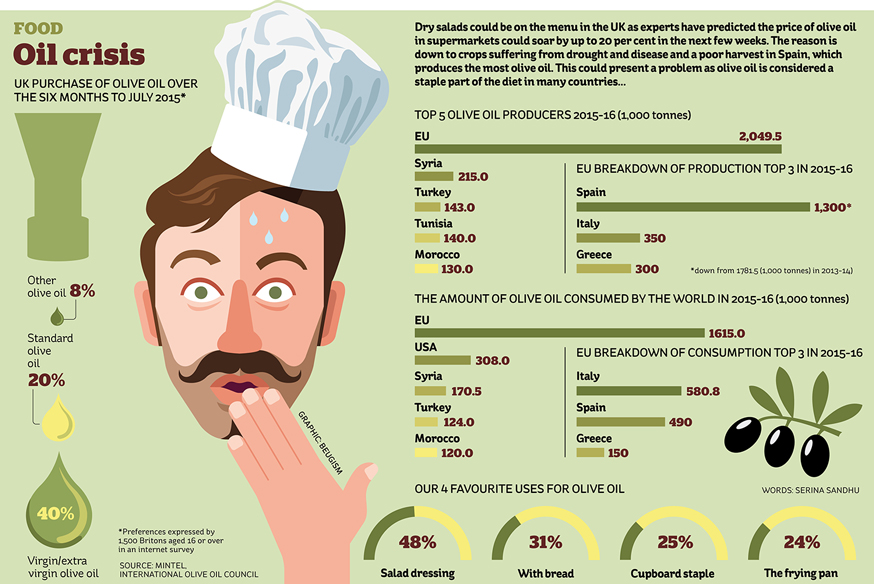 FOOD
Oil crisis
UK PURCHASE OF OLIVE OIL OVER
THE SIX MONTHS TO JULY 2015*
Other
olive oil 8%
Standard
olive
oil
20%
40%
Virgin/extra
virgin olive oil
*Preferences expressed by
1,500 Britons aged 16 or over
in an internet survey
SOURCE: MINTEL,
INTERNATIONAL OLIVE OIL COUNCIL
GRAPHIC: BEUGISM
Dry salads could be on the menu in the UK as experts have predicted the price of olive oil
in supermarkets could soar by up to 20 per cent in the next few weeks. The reason is
down to crops suffering from drought and disease and a poor harvest in Spain, which
produces the most olive oil. This could present a problem as olive oil is considered a
staple part of the diet in many countries...
TOP 5 OLIVE OIL PRODUCERS 2015-16 (1,000 tonnes)
EU
2,049.5
Syria
215.0
Turkey
143.0
Tunisia
140.0
Morocco
130.0
EU BREAKDOWN OF PRODUCTION TOP 3 IN 2015-16
Spain
1,300*
Italy
350
Greece
300
*down from 1781.5 (1,000 tonnes) in 2013-14)
THE AMOUNT OF OLIVE OIL CONSUMED BY THE WORLD IN 2015-16 (1,000 tonnes)
EU
1615.0
USA
308.0
Syria
170.5
Turkey
124.0
Morocco
120.0
EU BREAKDOWN OF CONSUMPTION TOP 3 IN 2015-16
Italy
580.8
Spain
490
Greece
150
WORDS: SERINA SANDHU
OUR 4 FAVOURITE USES FOR OLIVE OIL
48%
Salad dressing
31%
With bread
25%
Cupboard staple
24%
The frying pan